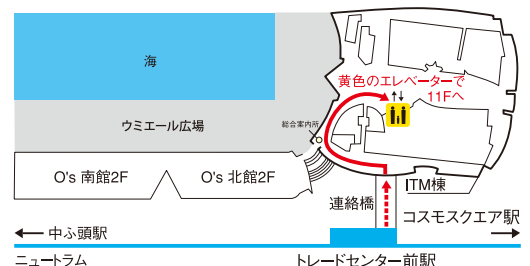 海
黄色のエレベーターで
11Fへ
ウミエール広場
総合案内所
O's 南館2F
O's 北館2F
ITM棟
連絡橋
コスモスクエア駅
中ふ頭駅
ニュートラム
トレードセンター前駅